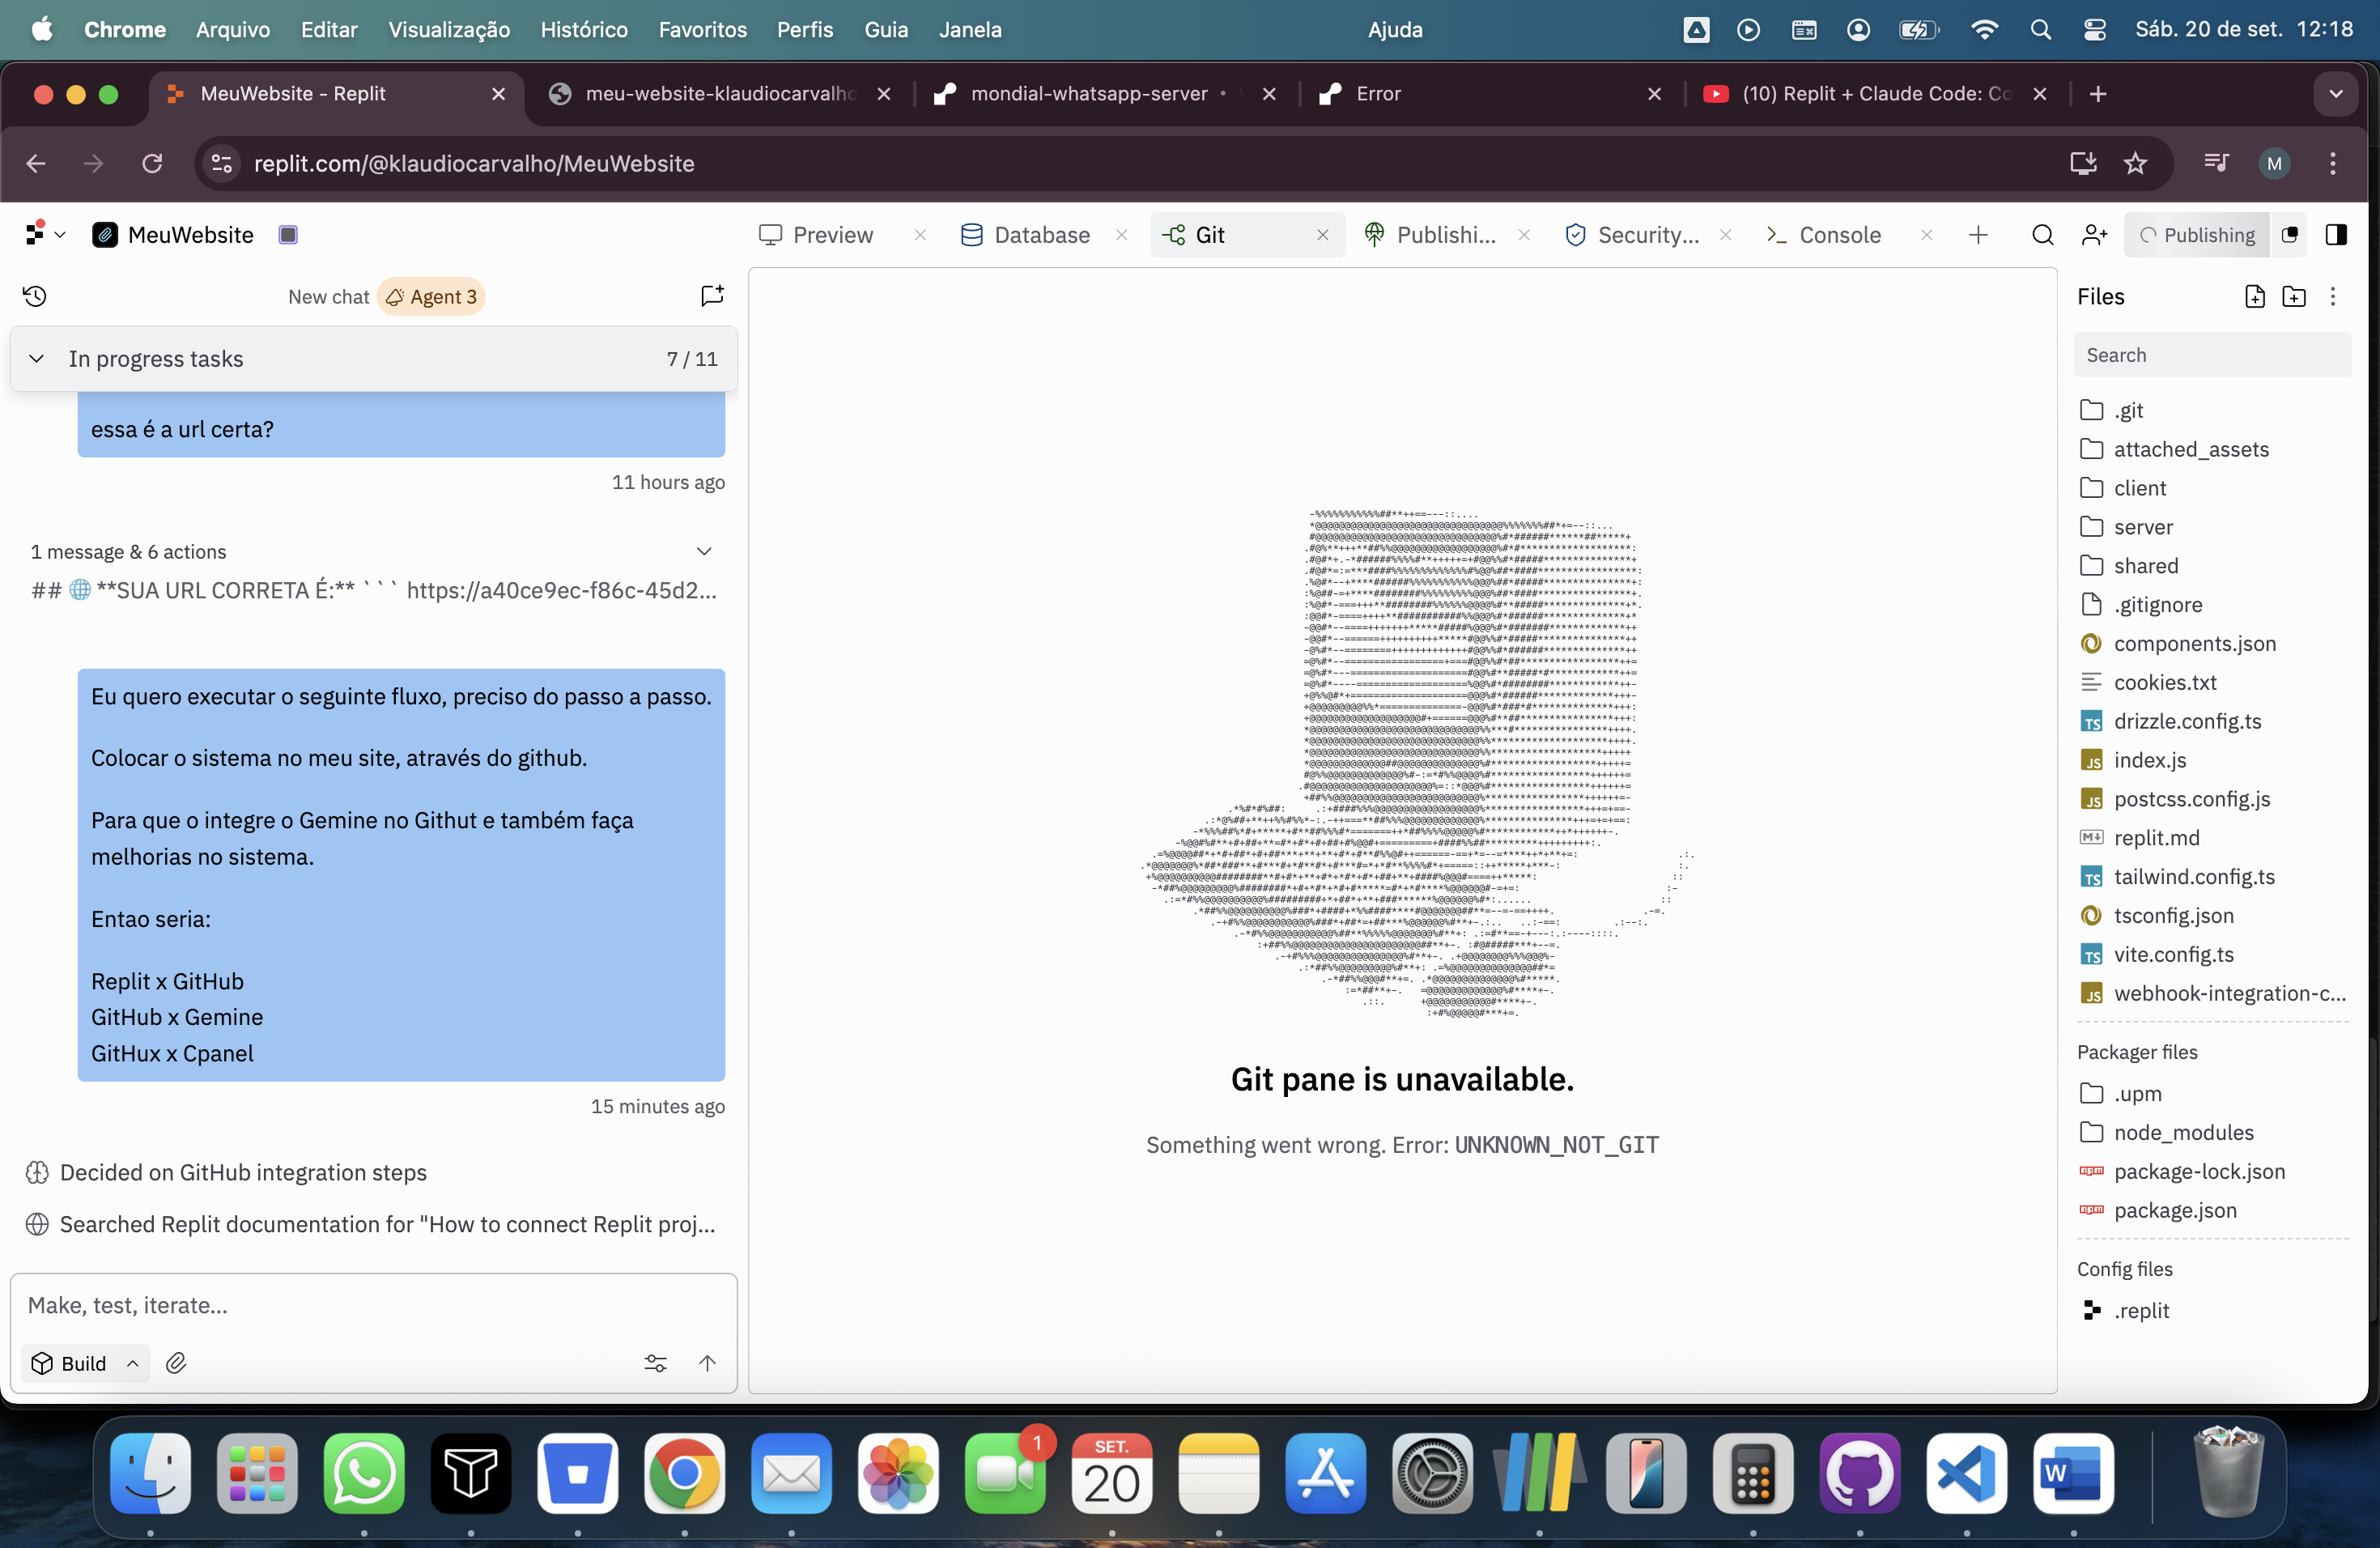 Chrome Arquivo Editar Visualização Histórico Favoritos Perfis Guia Janela Ajuda Sáb. 20 de set. 12:18
MeuWebsite - Replit
meu-website-klaudiocarvalho
mondial-whatsapp-server •
Error
(10) Replit + Claude Code: Co
replit.com/@klaudiocarvalho/MeuWebsite
M
MeuWebsite
Preview
Database
Git
Publishi...
Security...
Console
Publishing
New chat
Agent 3
In progress tasks
7 / 11
essa é a url certa?
11 hours ago
1 message & 6 actions
## 🌐 **SUA URL CORRETA É:** ``` https://a40ce9ec-f86c-45d2...
Eu quero executar o seguinte fluxo, preciso do passo a passo.
Colocar o sistema no meu site, através do github.
Para que o integre o Gemine no Githut e também faça
melhorias no sistema.
Entao seria:
Replit x GitHub
GitHub x Gemine
GitHux x Cpanel
15 minutes ago
Decided on GitHub integration steps
Searched Replit documentation for "How to connect Replit proj...
Make, test, iterate...
Build
Git pane is unavailable.
Something went wrong. Error: UNKNOWN_NOT_GIT
Files
Search
.git
attached_assets
client
server
shared
.gitignore
components.json
cookies.txt
TS drizzle.config.ts
JS index.js
JS postcss.config.js
M↓ replit.md
TS tailwind.config.ts
tsconfig.json
TS vite.config.ts
JS webhook-integration-c...
Packager files
.upm
node_modules
package-lock.json
package.json
Config files
.replit
1
SET.
20
W